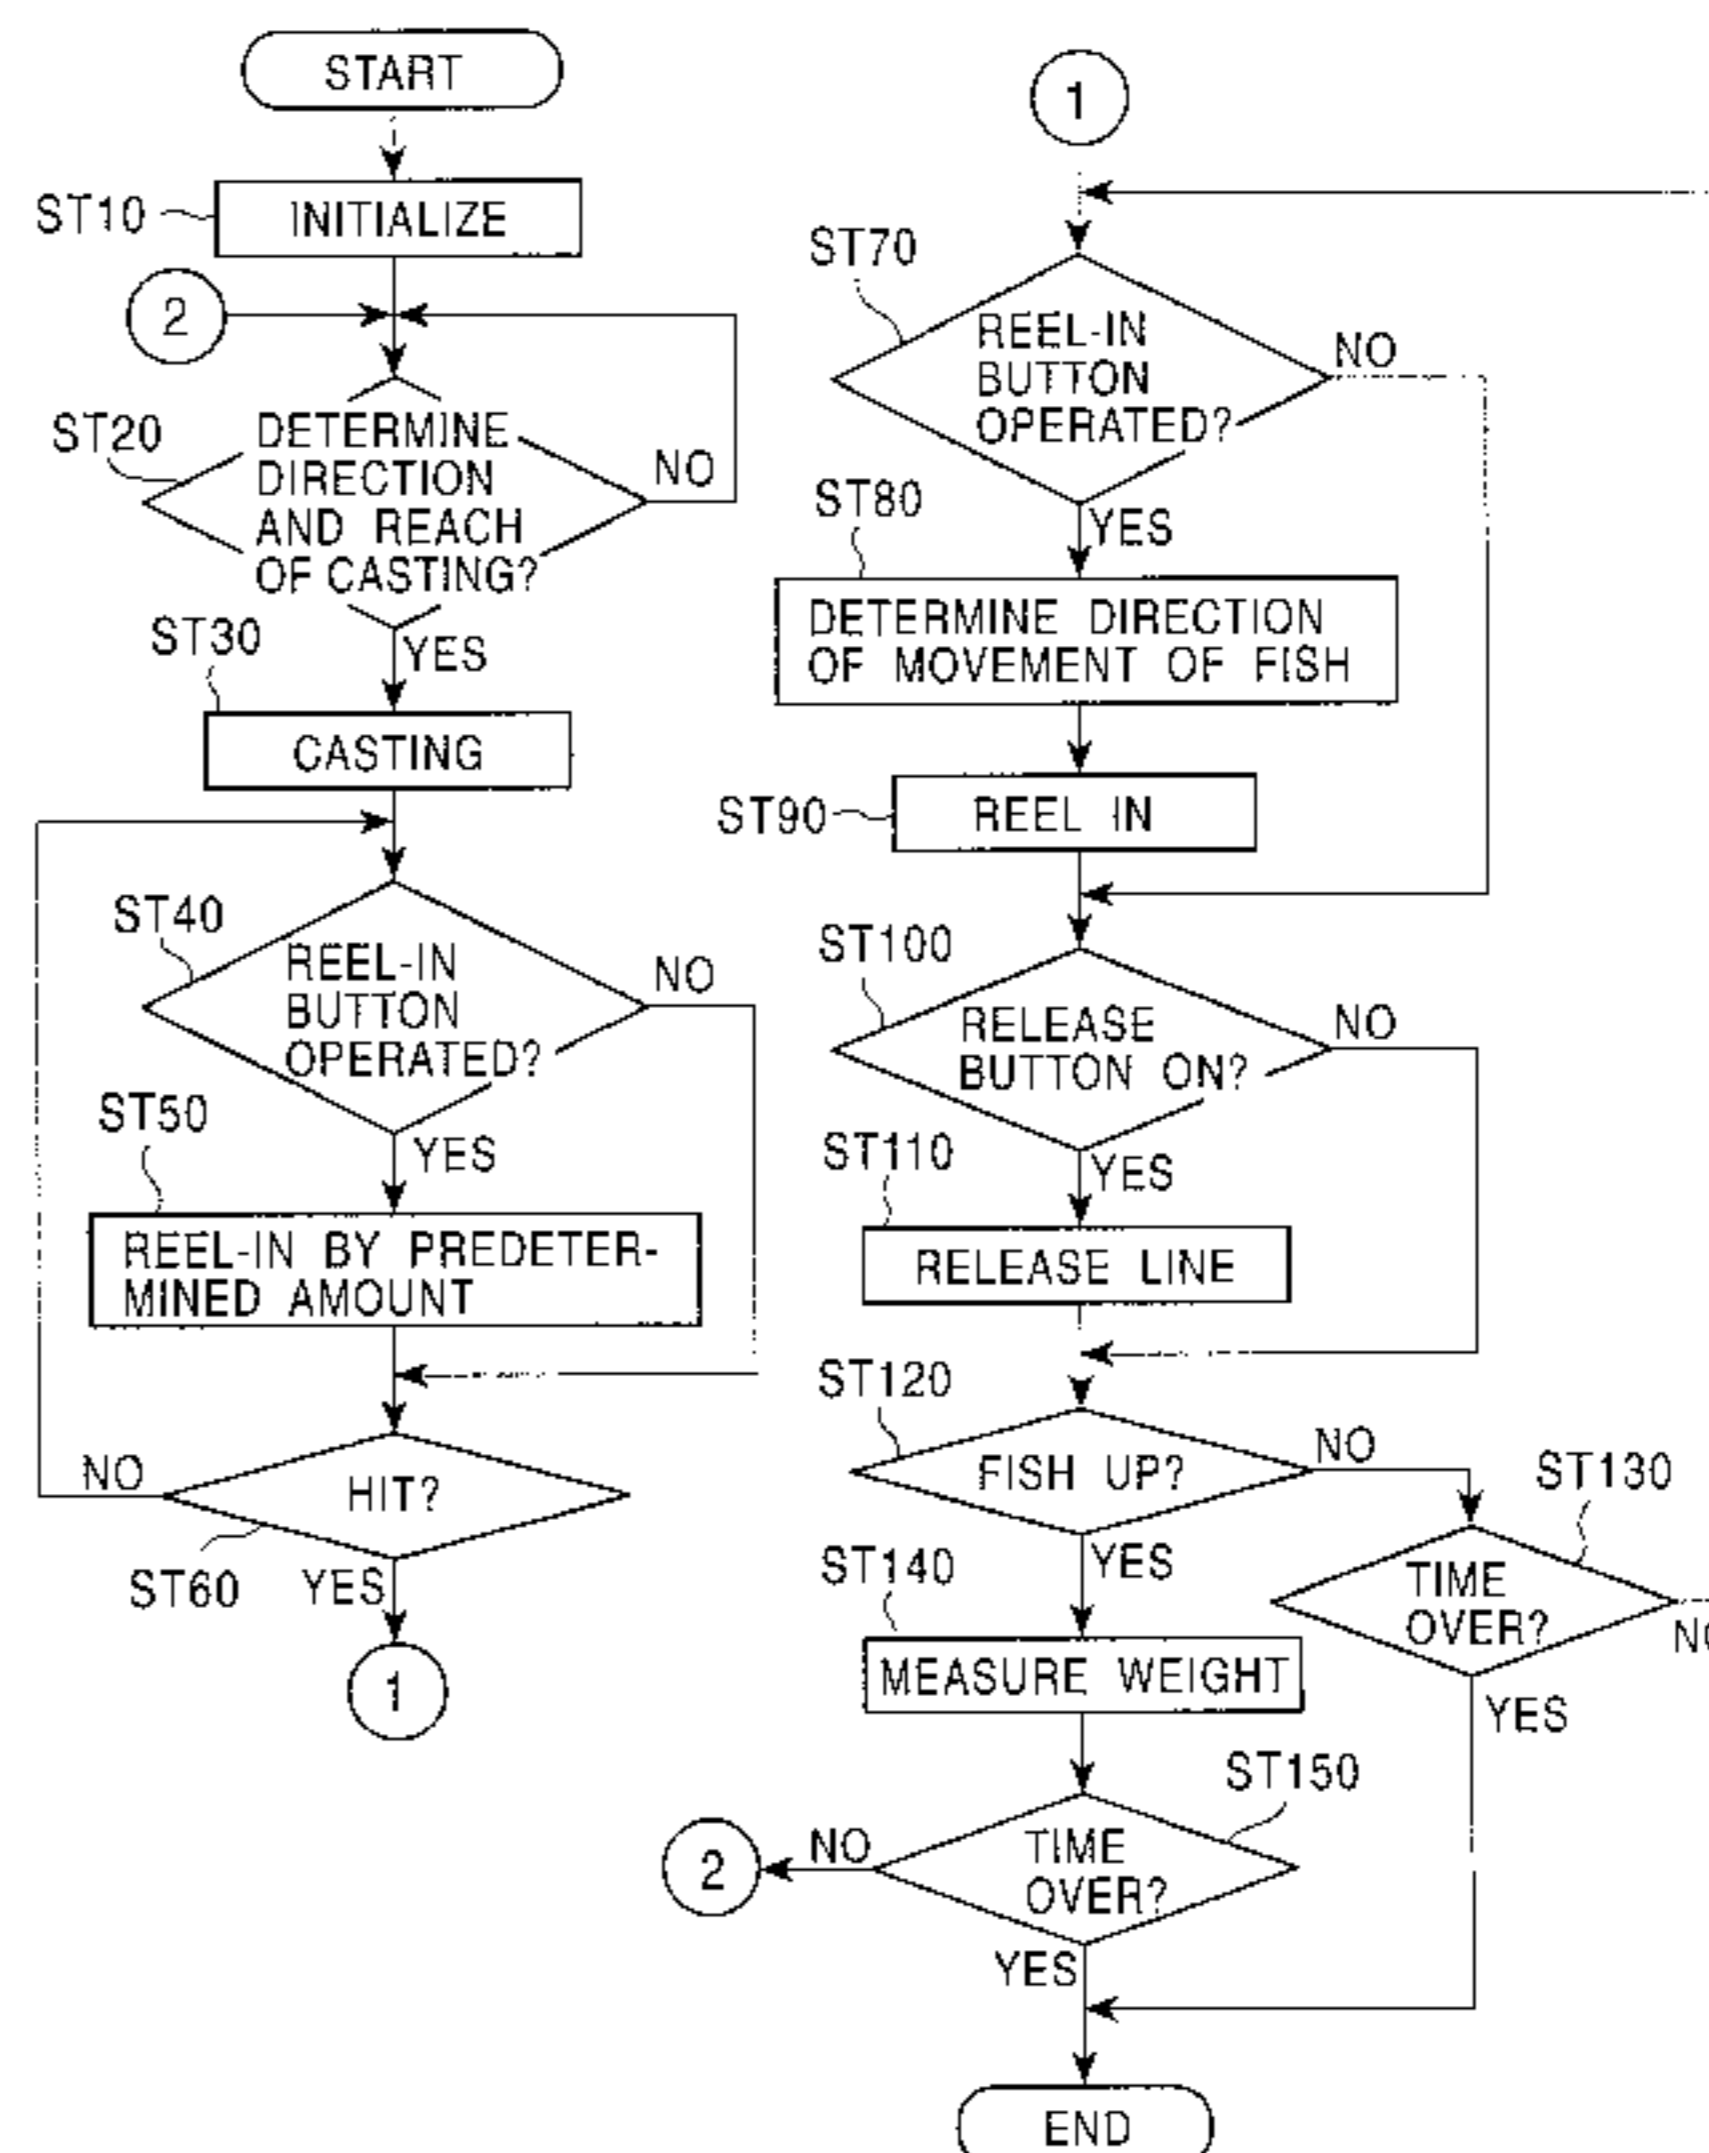 START
ST10
INITIALIZE
2
ST20
DETERMINE
DIRECTION
AND REACH
OF CASTING?
NO
YES
ST30
CASTING
ST40
REEL-IN
BUTTON
OPERATED?
NO
YES
ST50
REEL-IN BY PREDETER-
MINED AMOUNT
HIT?
NO
ST60
YES
1
1
ST70
REEL-IN
BUTTON
OPERATED?
NO
YES
ST80
DETERMINE DIRECTION
OF MOVEMENT OF FISH
ST90
REEL IN
ST100
RELEASE
BUTTON ON?
NO
YES
ST110
RELEASE LINE
ST120
FISH UP?
NO
YES
ST130
TIME
OVER?
NO
YES
ST140
MEASURE WEIGHT
ST150
TIME
OVER?
NO
2
YES
END